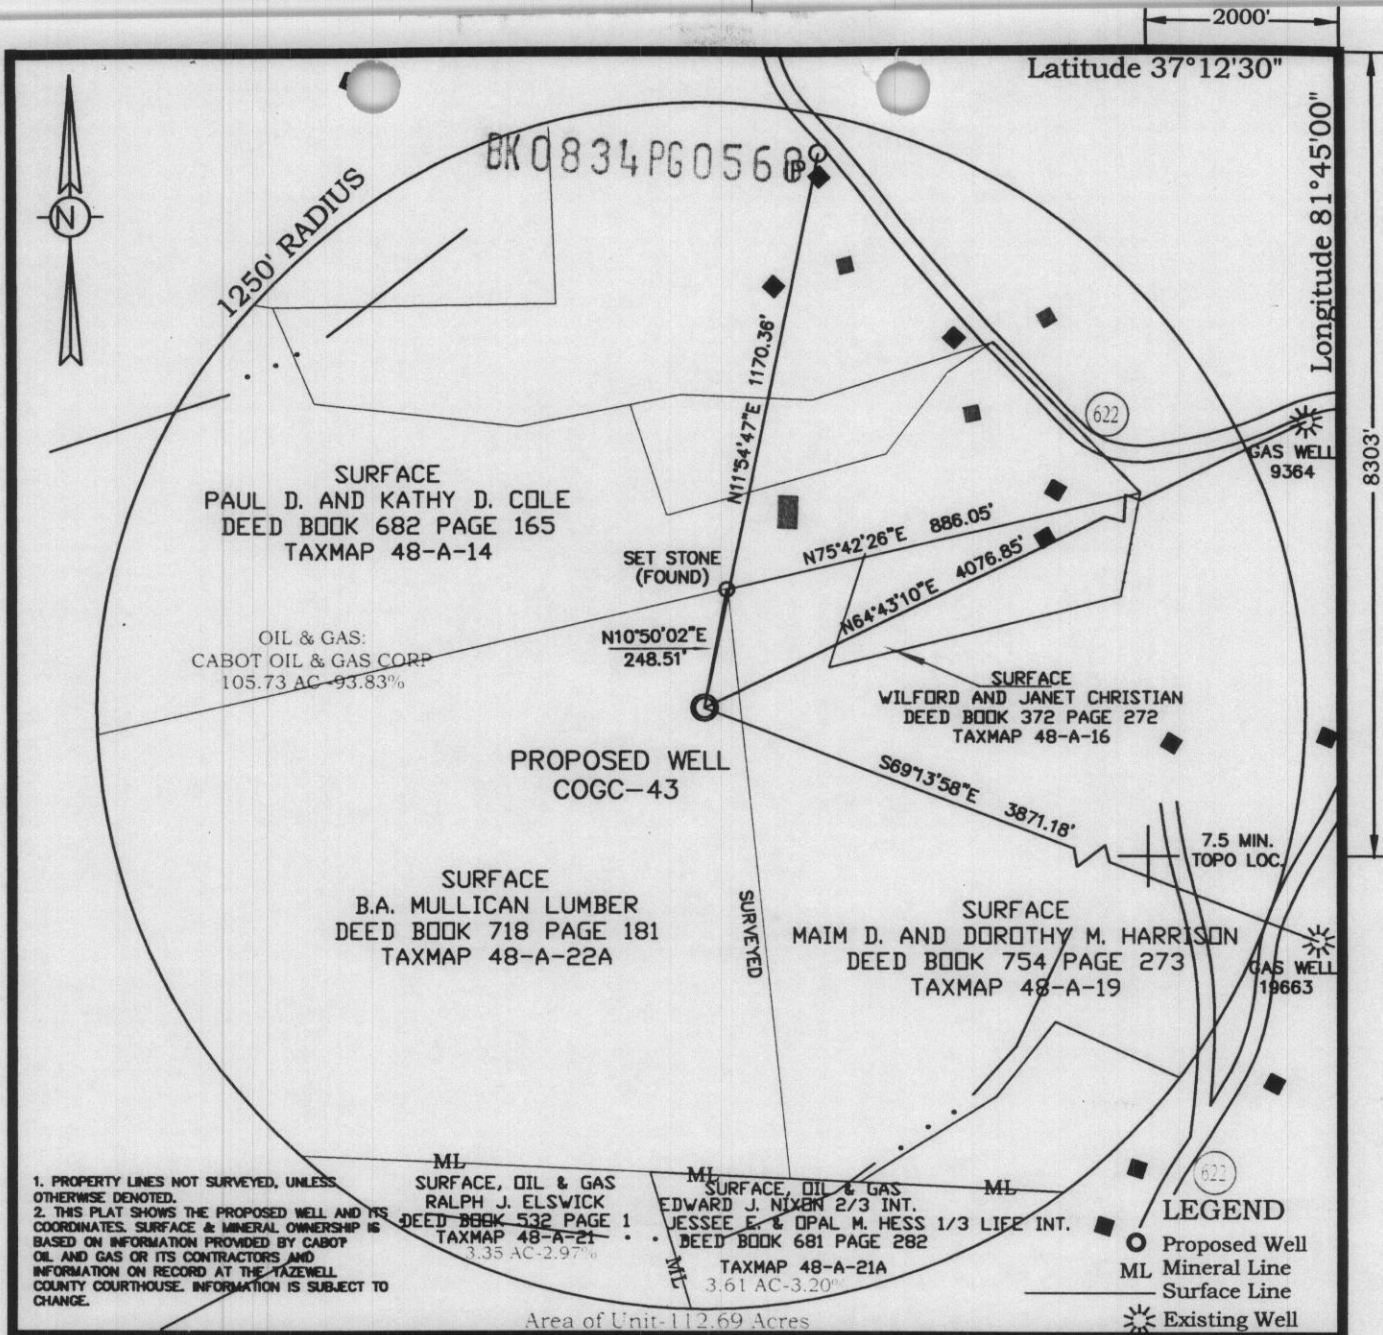 2000'
Latitude 37°12'30"
Longitude 81°45'00"
8303'
BK0834PG0568
IP
N
1250' RADIUS
N11°54'47"E 1170.36'
622
GAS WELL
9364
SURFACE
PAUL D. AND KATHY D. COLE
DEED BOOK 682 PAGE 165
TAXMAP 48-A-14
SET STONE
(FOUND)
N75°42'26"E 886.05'
N64°43'10"E 4076.85'
OIL & GAS:
CABOT OIL & GAS CORP
105.73 AC-93.83%
N10°50'02"E
248.51'
SURFACE
WILFORD AND JANET CHRISTIAN
DEED BOOK 372 PAGE 272
TAXMAP 48-A-16
PROPOSED WELL
COGC-43
S69°13'58"E 3871.18'
7.5 MIN.
TOPO LOC.
SURFACE
B.A. MULLICAN LUMBER
DEED BOOK 718 PAGE 181
TAXMAP 48-A-22A
SURVEYED
SURFACE
MAIM D. AND DOROTHY M. HARRISON
DEED BOOK 754 PAGE 273
TAXMAP 48-A-19
GAS WELL
19663
1. PROPERTY LINES NOT SURVEYED, UNLESS
OTHERWISE DENOTED.
2. THIS PLAT SHOWS THE PROPOSED WELL AND ITS
COORDINATES. SURFACE & MINERAL OWNERSHIP IS
BASED ON INFORMATION PROVIDED BY CABOT
OIL AND GAS OR ITS CONTRACTORS AND
INFORMATION ON RECORD AT THE TAZEWELL
COUNTY COURTHOUSE. INFORMATION IS SUBJECT TO
CHANGE.
ML
SURFACE, OIL & GAS
RALPH J. ELSWICK
DEED BOOK 532 PAGE 1
TAXMAP 48-A-21
3.35 AC-2.97%
ML
ML
SURFACE, OIL & GAS
EDWARD J. NIXON 2/3 INT.
JESSEE E. & OPAL M. HESS 1/3 LIFE INT.
DEED BOOK 681 PAGE 282
TAXMAP 48-A-21A
3.61 AC-3.20%
ML
Area of Unit-112.69 Acres
622
LEGEND
Proposed Well
ML Mineral Line
Surface Line
Existing Well